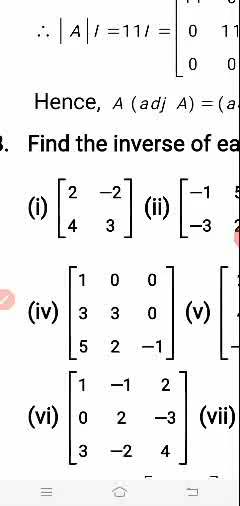 ∴ |A| I = 11I = [ 0 11
0 0
Hence, A (adj A) = (a
3. Find the inverse of ea
(i) [2 −2; 4 3] (ii) [−1; −3
(iv) [1 0 0; 3 3 0; 5 2 −1] (v) [
(vi) [1 −1 2; 0 2 −3; 3 −2 4] (vii)